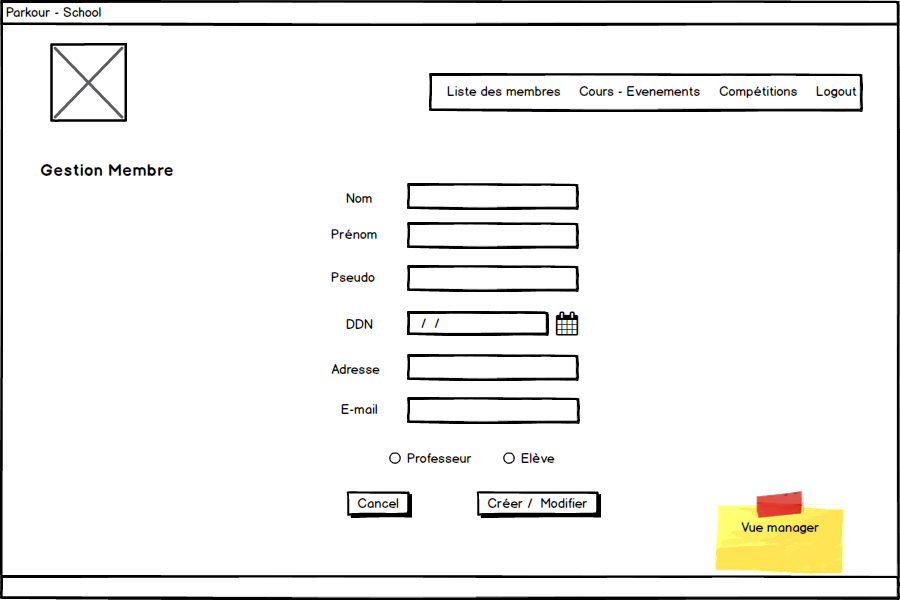 Parkour - School
Liste des membres Cours - Evenements Compétitions Logout
Gestion Membre
Nom
Prénom
Pseudo
DDN / /
Adresse
E-mail
Professeur Elève
Cancel Créer / Modifier
Vue manager